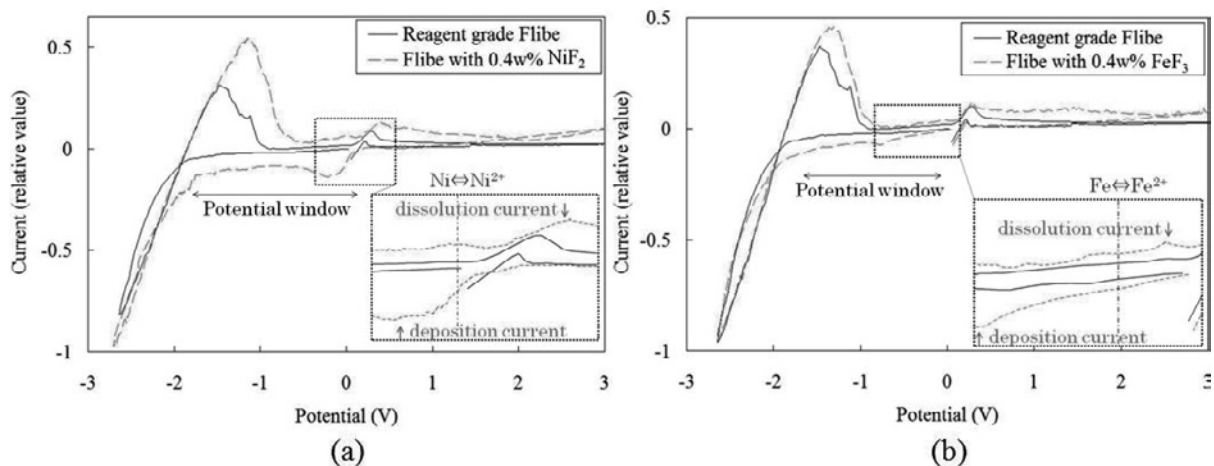 Reagent grade Flibe
Flibe with 0.4w% NiF₂
0.5
0
-0.5
-1
Current (relative value)
Potential window
Ni⇔Ni²⁺
dissolution current↓
↑ deposition current
-3 -2 -1 0 1 2 3
Potential (V)
(a)
Reagent grade Flibe
Flibe with 0.4w% FeF₃
0.5
0
-0.5
-1
Current (relative value)
Potential window
Fe⇔Fe²⁺
dissolution current↓
↑ deposition current
-3 -2 -1 0 1 2 3
Potential (V)
(b)